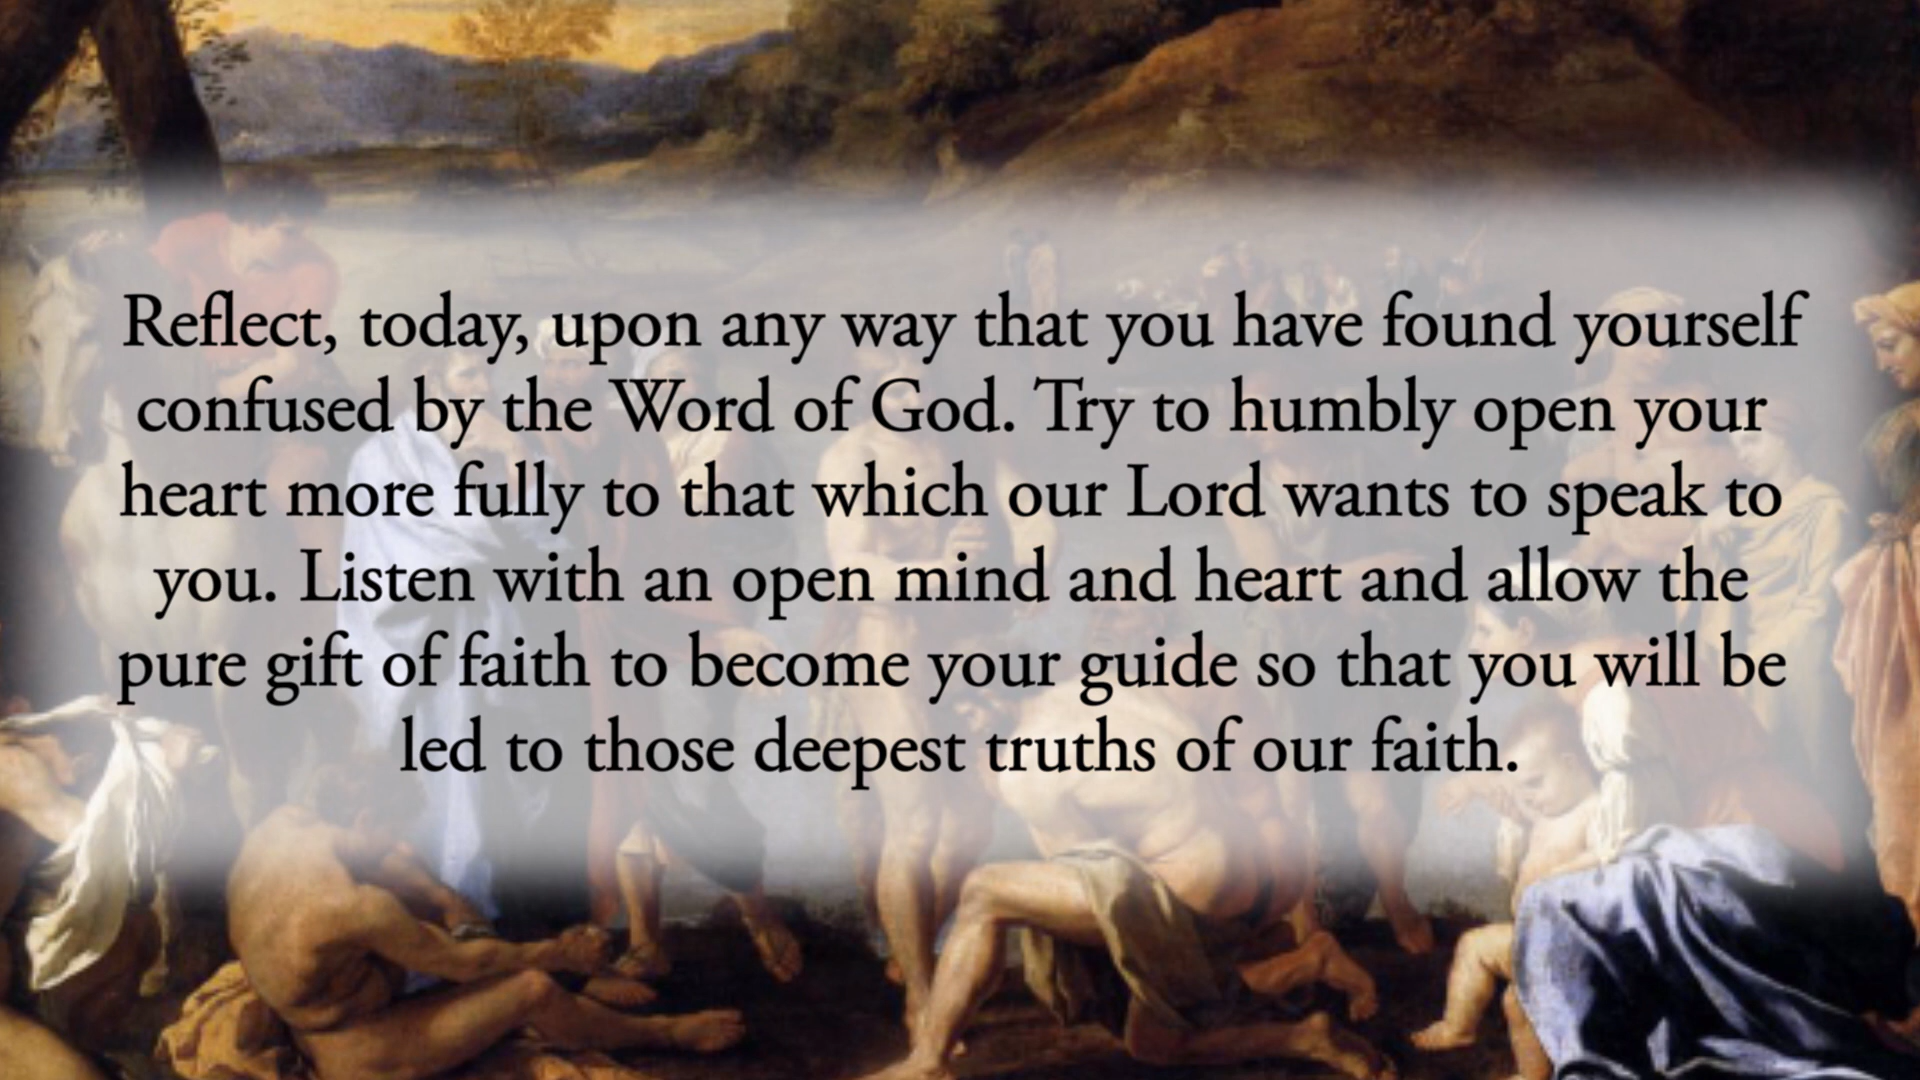 Reflect, today, upon any way that you have found yourself
confused by the Word of God. Try to humbly open your
heart more fully to that which our Lord wants to speak to
you. Listen with an open mind and heart and allow the
pure gift of faith to become your guide so that you will be
led to those deepest truths of our faith.